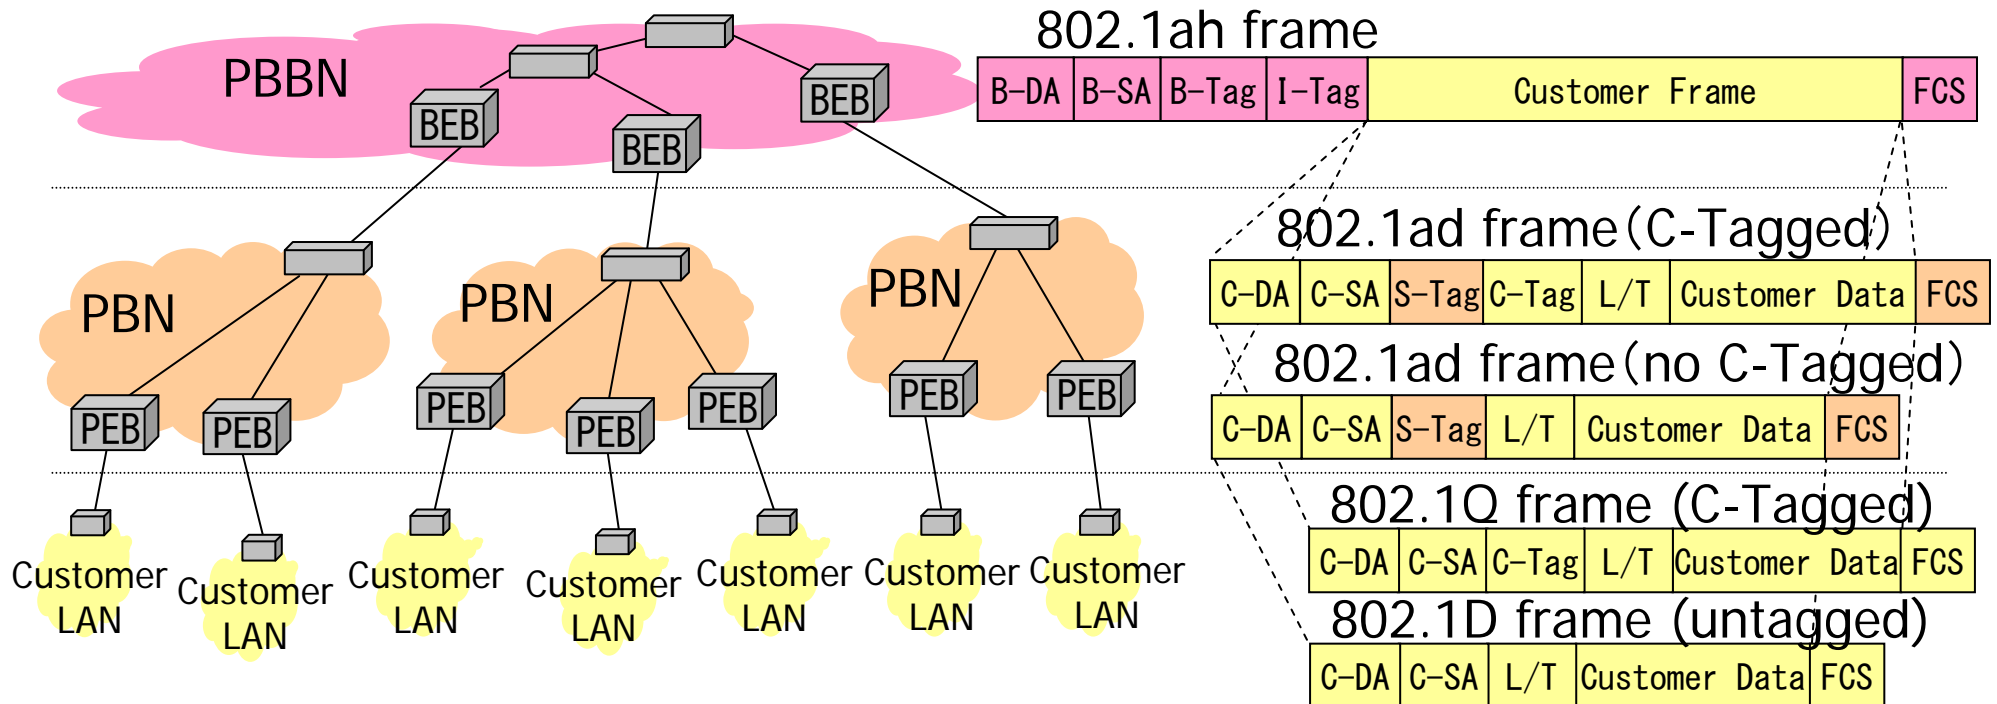 802.1ah frame
PBBN
BEB
BEB
BEB
B-DA B-SA B-Tag I-Tag Customer Frame FCS
802.1ad frame(C-Tagged)
PBN
PBN
PBN
C-DA C-SA S-Tag C-Tag L/T Customer Data FCS
802.1ad frame(no C-Tagged)
PEB
PEB
PEB
PEB
PEB
PEB
PEB
C-DA C-SA S-Tag L/T Customer Data FCS
802.1Q frame (C-Tagged)
C-DA C-SA C-Tag L/T Customer Data FCS
Customer
LAN
Customer
LAN
Customer
LAN
Customer
LAN
Customer
LAN
Customer
LAN
Customer
LAN
802.1D frame (untagged)
C-DA C-SA L/T Customer Data FCS